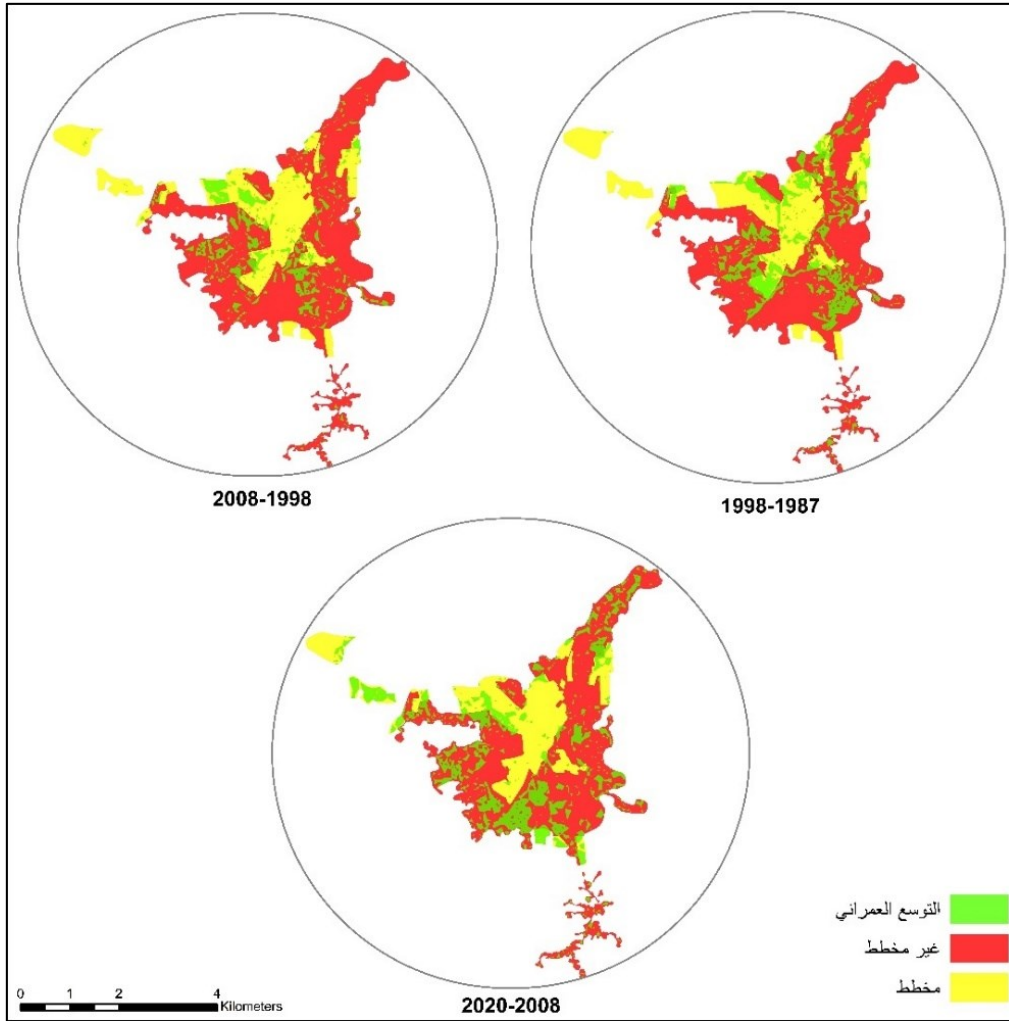 2008-1998
1998-1987
التوسع العمراني
غير مخطط
مخطط
0 1 2 4
Kilometers
2020-2008